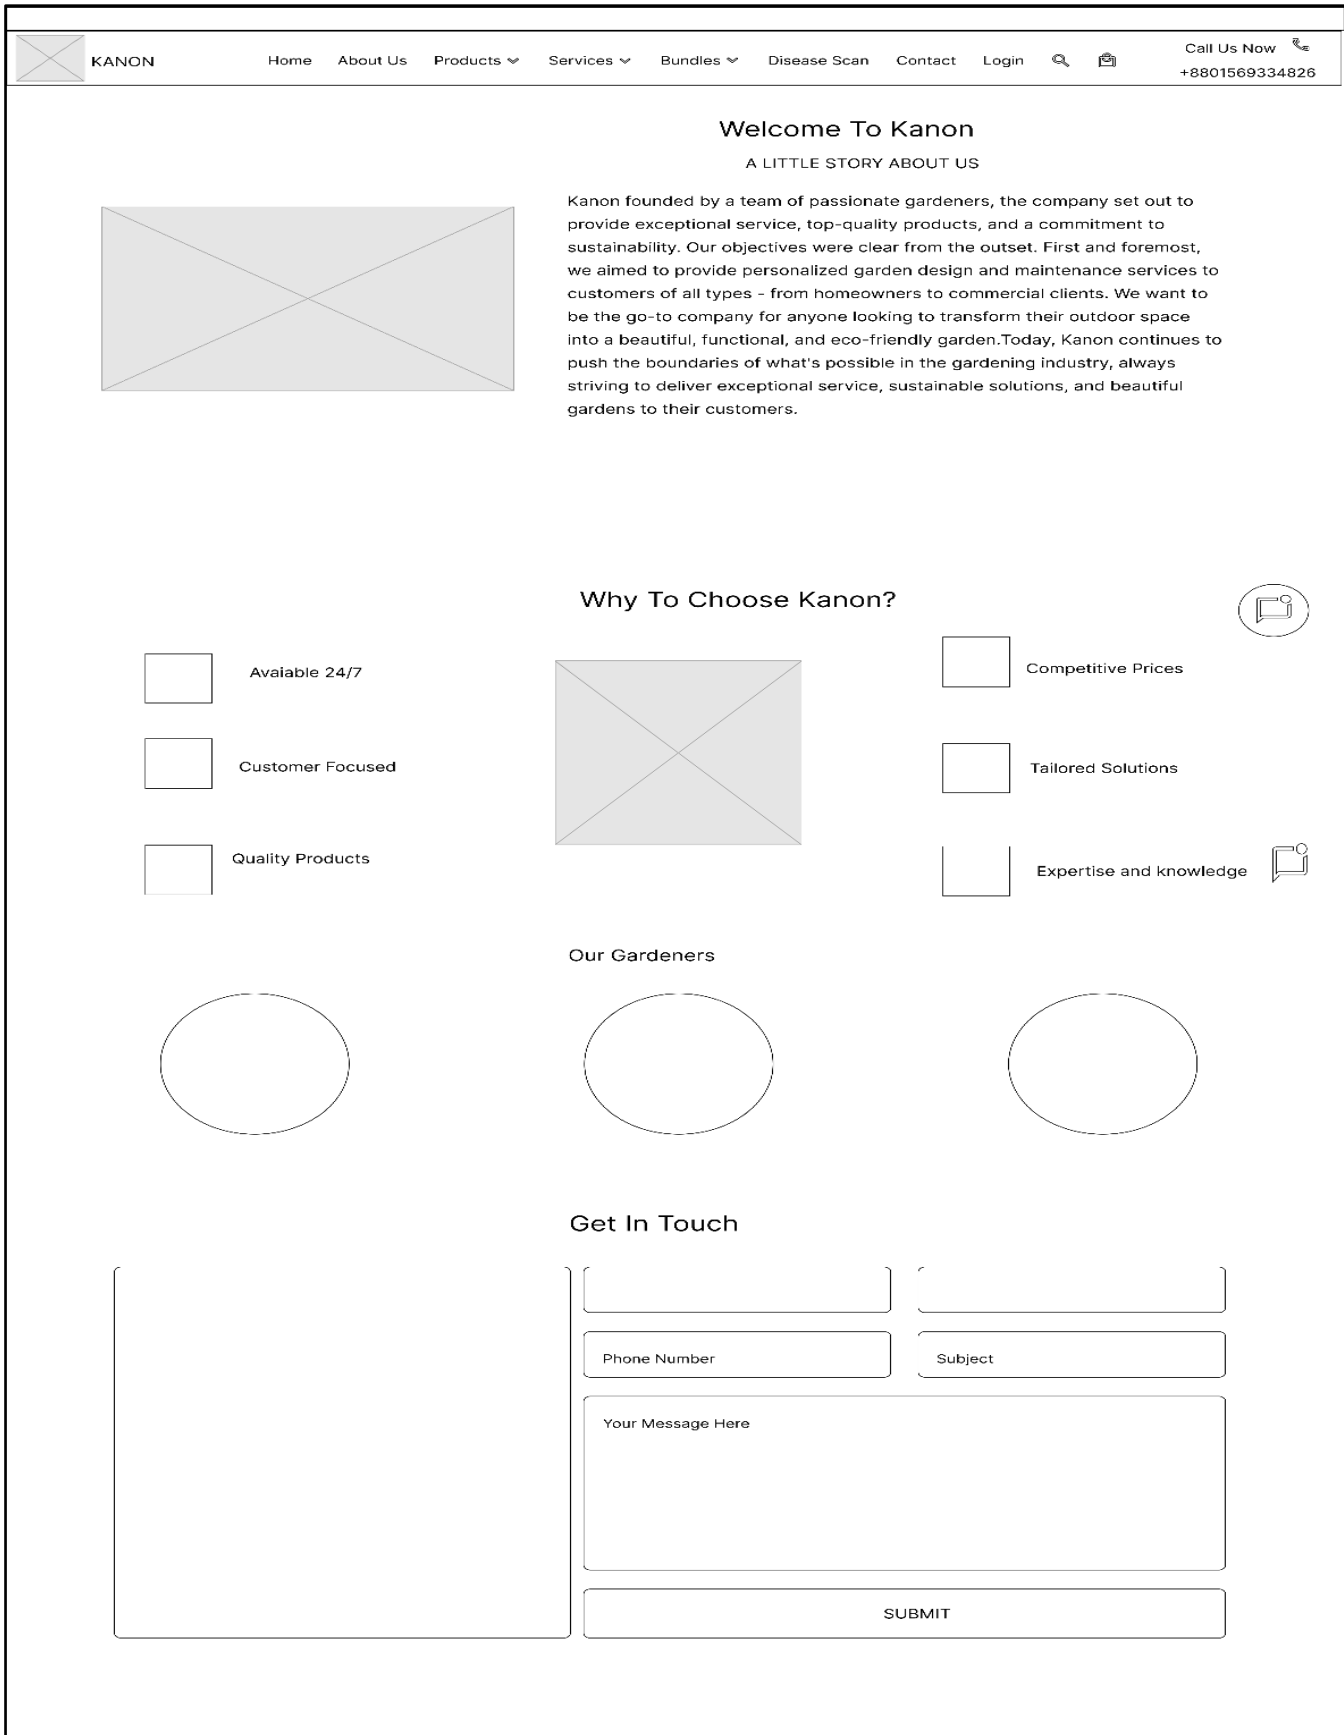 KANON
Home About Us Products Services Bundles Disease Scan Contact Login
Call Us Now
+8801569334826
Welcome To Kanon
A LITTLE STORY ABOUT US
Kanon founded by a team of passionate gardeners, the company set out to
provide exceptional service, top-quality products, and a commitment to
sustainability. Our objectives were clear from the outset. First and foremost,
we aimed to provide personalized garden design and maintenance services to
customers of all types - from homeowners to commercial clients. We want to
be the go-to company for anyone looking to transform their outdoor space
into a beautiful, functional, and eco-friendly garden.Today, Kanon continues to
push the boundaries of what's possible in the gardening industry, always
striving to deliver exceptional service, sustainable solutions, and beautiful
gardens to their customers.
Why To Choose Kanon?
Avaiable 24/7
Competitive Prices
Customer Focused
Tailored Solutions
Quality Products
Expertise and knowledge
Our Gardeners
Get In Touch
Phone Number
Subject
Your Message Here
SUBMIT